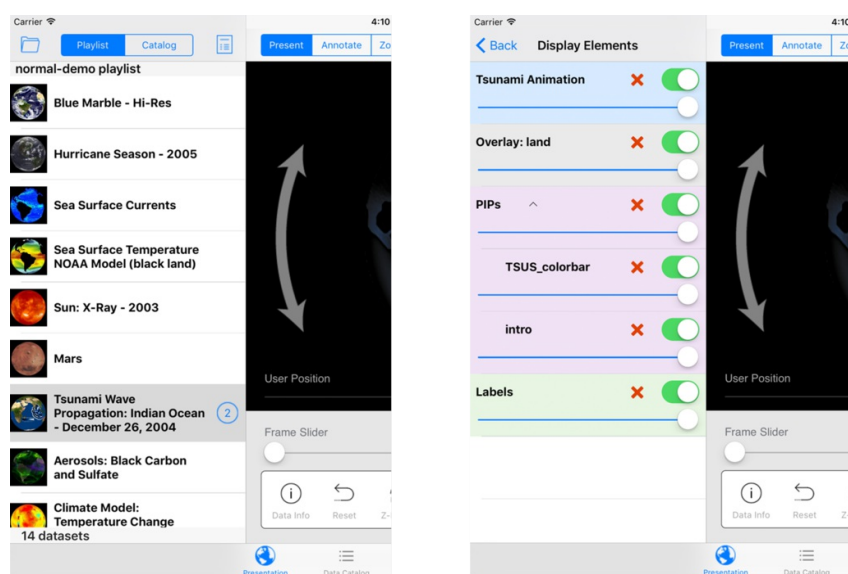 Carrier 4:10
Playlist Catalog Present Annotate Zo
normal-demo playlist
Blue Marble - Hi-Res
Hurricane Season - 2005
Sea Surface Currents
Sea Surface Temperature
NOAA Model (black land)
Sun: X-Ray - 2003
Mars
User Position
Tsunami Wave
Propagation: Indian Ocean
- December 26, 2004
2
Frame Slider
Aerosols: Black Carbon
and Sulfate
Climate Model:
Temperature Change
Data Info Reset Z-
14 datasets
Presentation Data Catalog
Carrier 4:10
Back Display Elements Present Annotate Zo
Tsunami Animation
Overlay: land
PIPs
TSUS_colorbar
intro
User Position
Labels
Frame Slider
Data Info Reset Z-
Presentation Data Catalog